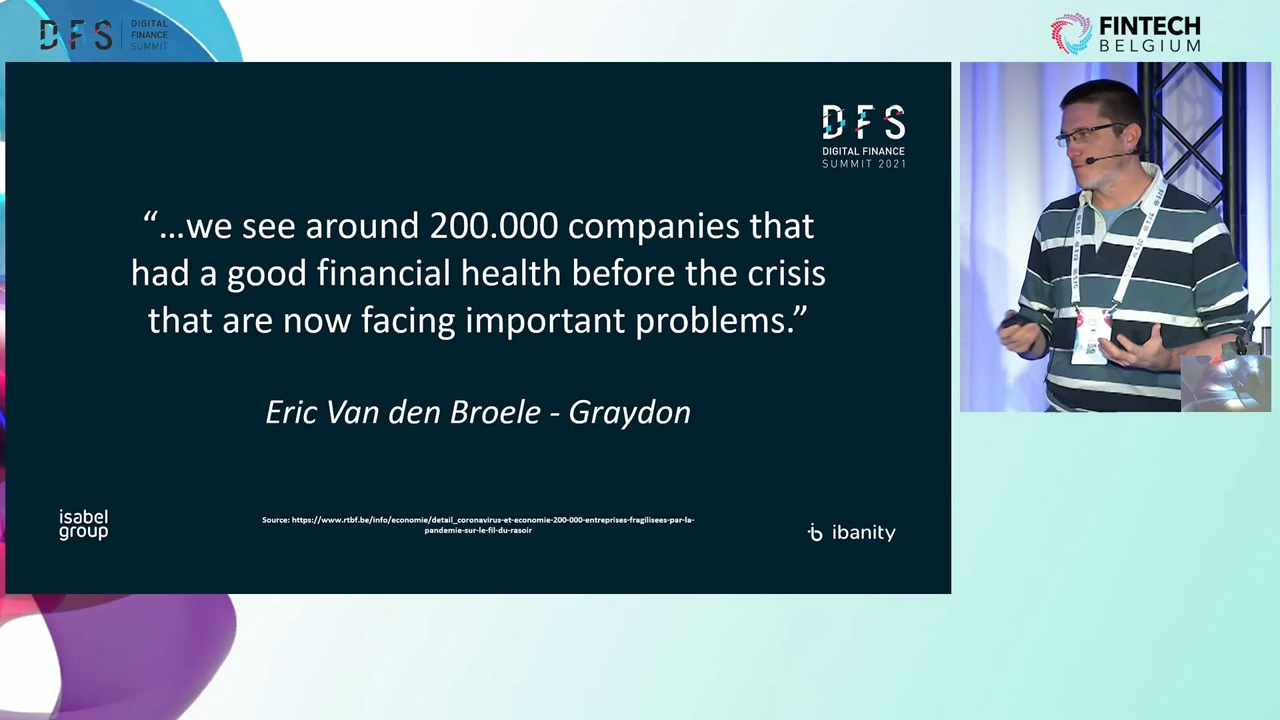 DFS
DIGITAL
FINANCE
SUMMIT
FINTECH
BELGIUM
DFS
DIGITAL FINANCE
SUMMIT 2021
“...we see around 200.000 companies that
had a good financial health before the crisis
that are now facing important problems.”
Eric Van den Broele - Graydon
isabel
group
Source: https://www.rtbf.be/info/economie/detail_coronavirus-et-economie-200-000-entreprises-fragilisees-par-la-
pandemie-sur-le-fil-du-rasoir
ibanity